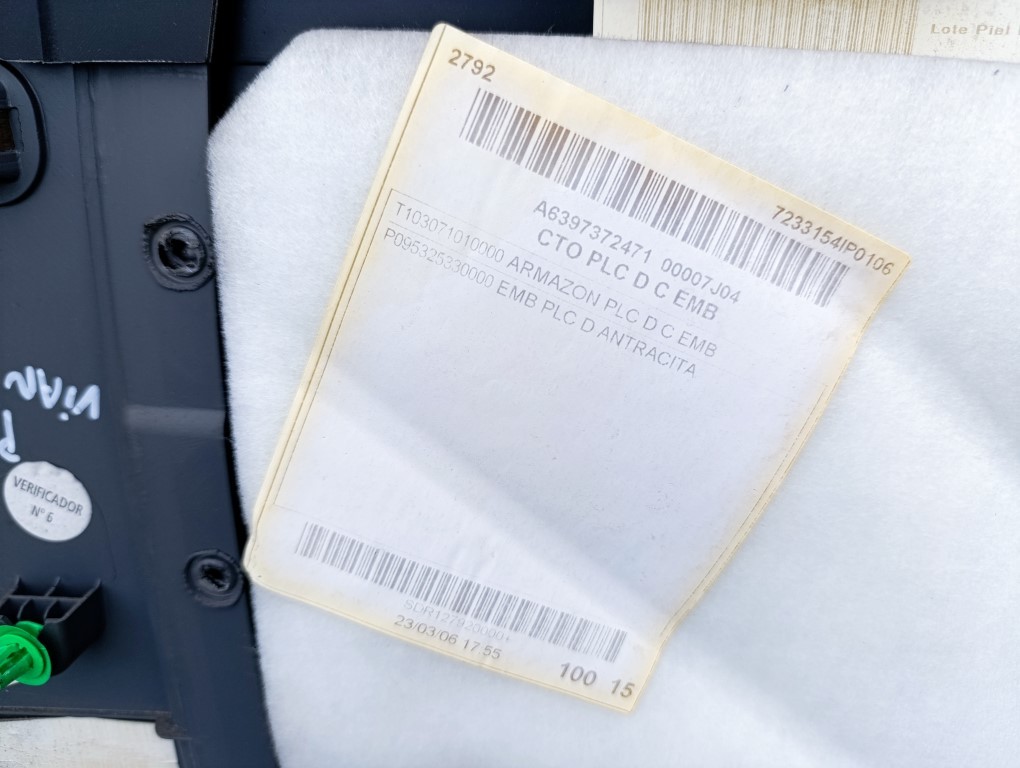 Lote Piel
2792
7233154IP0106
A6397372471 00007J04
CTO PLC D C EMB
T103071010000 ARMAZON PLC D C EMB
P095325330000 EMB PLC D ANTRACITA
VIAN
VERIFICADOR
N° 6
23/03/06 17.55
100 15